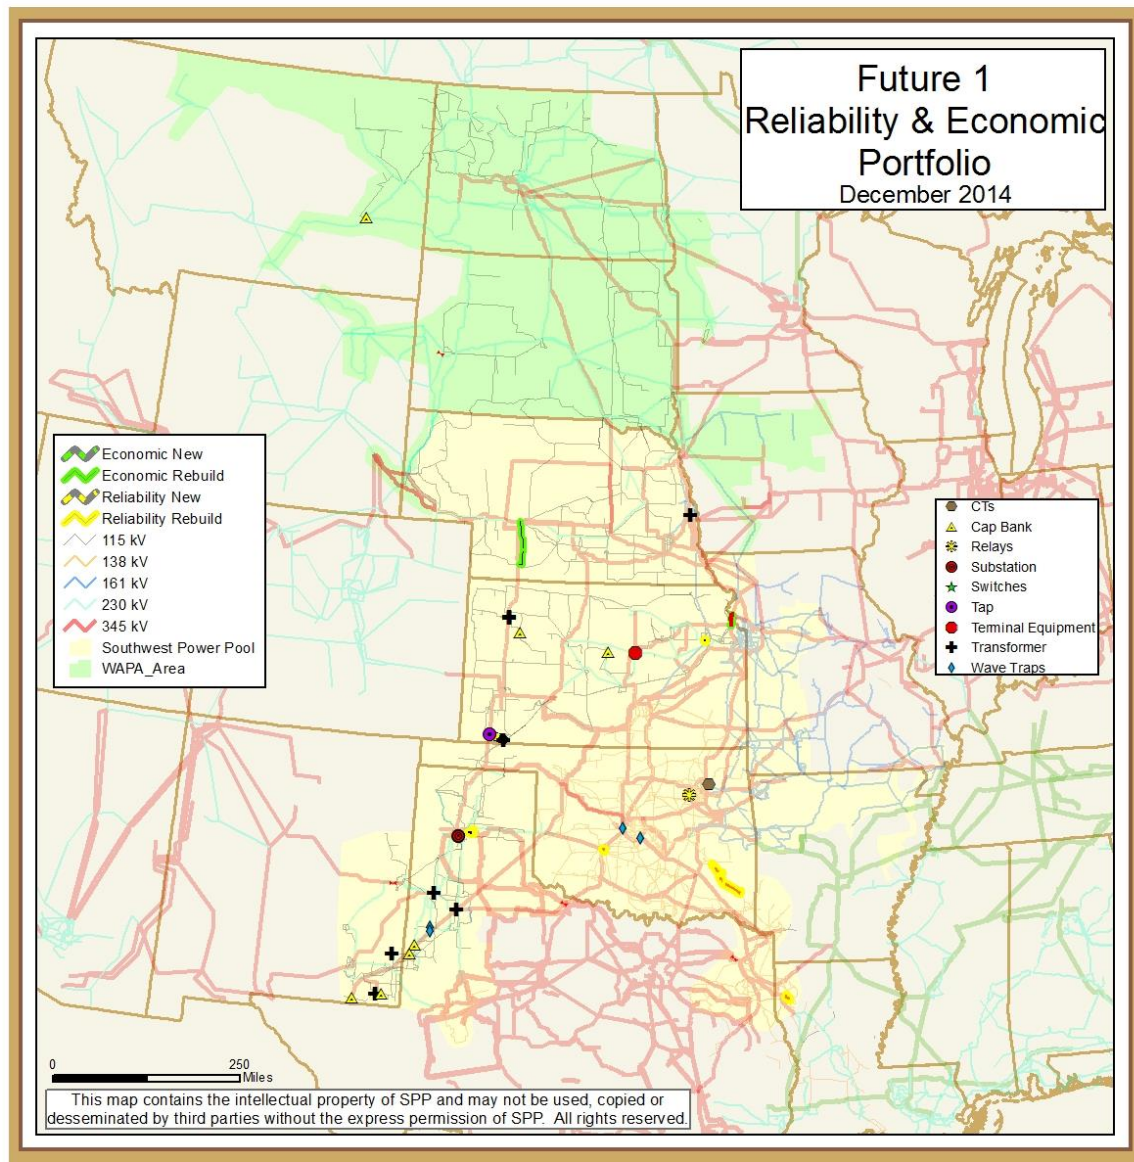 Future 1
Reliability & Economic
Portfolio
December 2014
Economic New
Economic Rebuild
Reliability New
Reliability Rebuild
115 kV
138 kV
161 kV
230 kV
345 kV
Southwest Power Pool
WAPA_Area
CTs
Cap Bank
Relays
Substation
Switches
Tap
Terminal Equipment
Transformer
Wave Traps
0 250
Miles
This map contains the intellectual property of SPP and may not be used, copied or
desseminated by third parties without the express permission of SPP. All rights reserved.